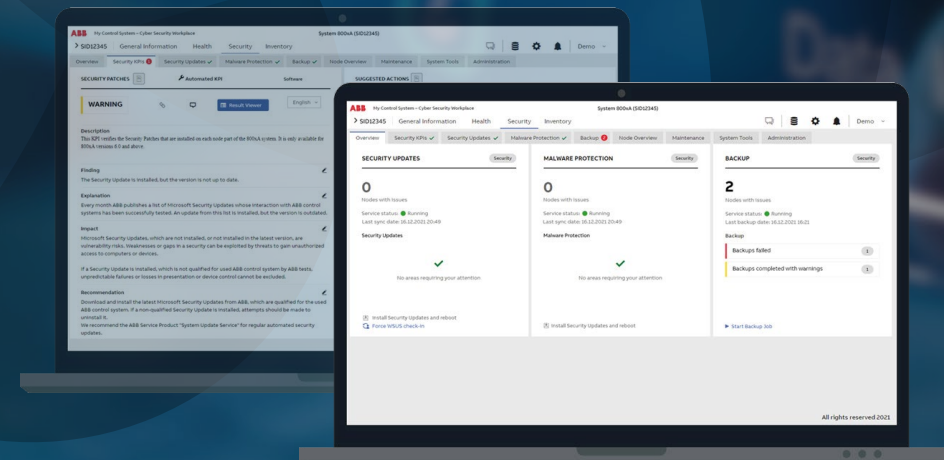 ABB My Control System – Cyber Security Workplace System 800xA (SID12345)
> SID12345 General Information Health Security Inventory Demo
Overview Security KPIs Security Updates Malware Protection Backup Node Overview Maintenance System Tools Administration
SECURITY PATCHES Automated KPI Software SUGGESTED ACTIONS
WARNING Result Viewer English
Description
This KPI verifies the Security Patches that are installed on each node part of the 800xA system. It is only available for
800xA versions 6.0 and above.
Finding
The Security Update is installed, but the version is not up to date.
Explanation
Every month ABB publishes a list of Microsoft Security Updates whose interaction with ABB control
systems has been successfully tested. An update from this list is installed, but the version is outdated.
Impact
Microsoft Security Updates, which are not installed, or not installed in the latest version, are
vulnerability risks. Weaknesses or gaps in a security can be exploited by threats to gain unauthorized
access to computers or devices.
If a Security Update is installed, which is not qualified for used ABB control system by ABB tests,
unpredictable failures or losses in presentation or device control cannot be excluded.
Recommendation
Download and install the latest Microsoft Security Updates from ABB, which are qualified for the used
ABB control system. If a non-qualified Security Update is installed, attempts should be made to
uninstall it.
We recommend the ABB Service Product "System Update Service" for regular automated security
updates.
ABB My Control System – Cyber Security Workplace System 800xA (SID12345)
> SID12345 General Information Health Security Inventory Demo
Overview Security KPIs Security Updates Malware Protection Backup 2 Node Overview Maintenance System Tools Administration
SECURITY UPDATES Security MALWARE PROTECTION Security BACKUP Security
0 0 2
Nodes with issues Nodes with issues Nodes with issues
Service status: Running Service status: Running Service status: Running
Last sync date: 16.12.2021 20:49 Last sync date: 16.12.2021 20:49 Last backup date: 16.12.2021 16:21
Security Updates Malware Protection Backup
Backups failed 1
Backups completed with warnings 1
No areas requiring your attention No areas requiring your attention
Install Security Updates and reboot
Force WSUS check-in Install Security Updates and reboot Start Backup Job
All rights reserved 2021